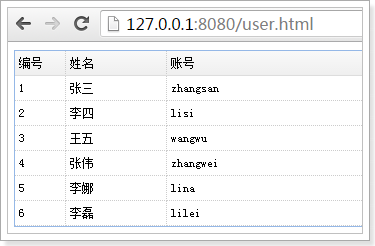 127.0.0.1:8080/user.html
编号 姓名 账号
1 张三 zhangsan
2 李四 lisi
3 王五 wangwu
4 张伟 zhangwei
5 李娜 lina
6 李磊 lilei